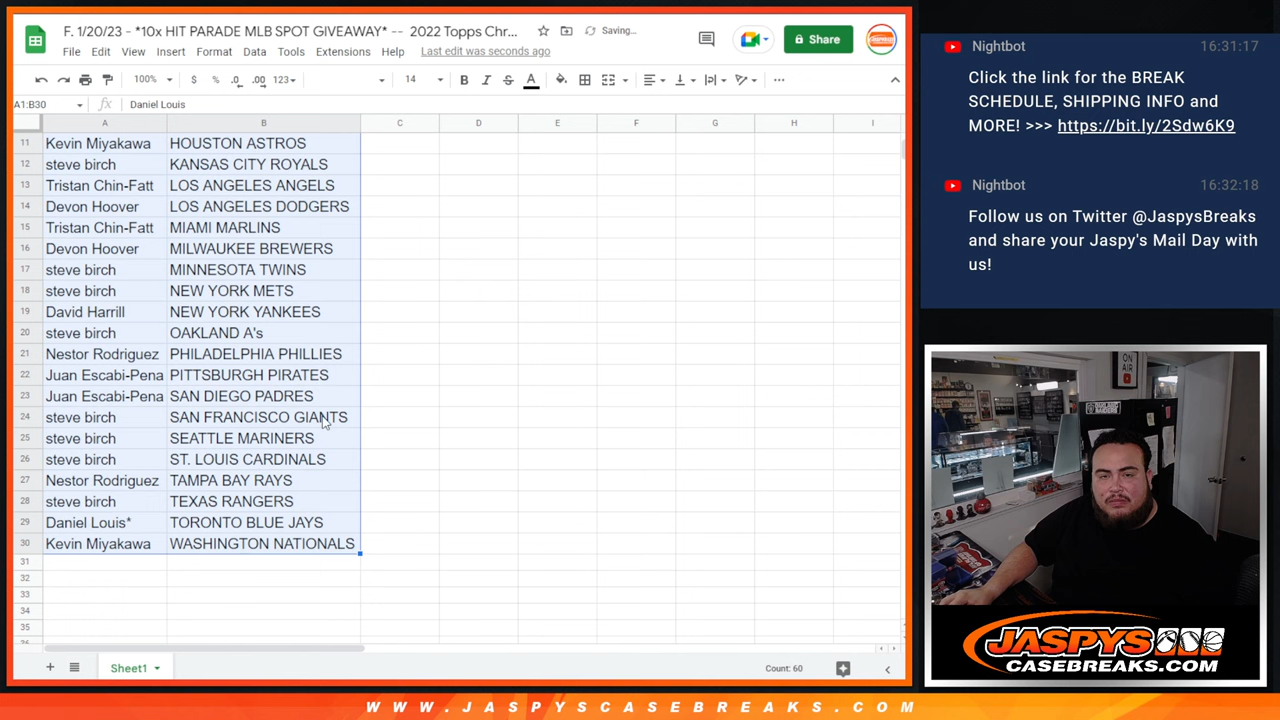 F. 1/20/23 - *10x HIT PARADE MLB SPOT GIVEAWAY* -- 2022 Topps Chr...
Saving...
Share
File Edit View Insert Format Data Tools Extensions Help Last edit was seconds ago
100% $ % .0 .00 123 14 B I S A
A1:B30 fx Daniel Louis
A B C D E F G H I
11 Kevin Miyakawa HOUSTON ASTROS
12 steve birch KANSAS CITY ROYALS
13 Tristan Chin-Fatt LOS ANGELES ANGELS
14 Devon Hoover LOS ANGELES DODGERS
15 Tristan Chin-Fatt MIAMI MARLINS
16 Devon Hoover MILWAUKEE BREWERS
17 steve birch MINNESOTA TWINS
18 steve birch NEW YORK METS
19 David Harrill NEW YORK YANKEES
20 steve birch OAKLAND A's
21 Nestor Rodriguez PHILADELPHIA PHILLIES
22 Juan Escabi-Pena PITTSBURGH PIRATES
23 Juan Escabi-Pena SAN DIEGO PADRES
24 steve birch SAN FRANCISCO GIANTS
25 steve birch SEATTLE MARINERS
26 steve birch ST. LOUIS CARDINALS
27 Nestor Rodriguez TAMPA BAY RAYS
28 steve birch TEXAS RANGERS
29 Daniel Louis* TORONTO BLUE JAYS
30 Kevin Miyakawa WASHINGTON NATIONALS
31
32
33
34
35
Sheet1
Count: 60
Nightbot 16:31:17
Click the link for the BREAK
SCHEDULE, SHIPPING INFO and
MORE! >>> https://bit.ly/2Sdw6K9
Nightbot 16:32:18
Follow us on Twitter @JaspysBreaks
and share your Jaspy's Mail Day with
us!
ON
AIR
JASPYS
CASEBREAKS.COM
WWW.JASPYSCASEBREAKS.COM